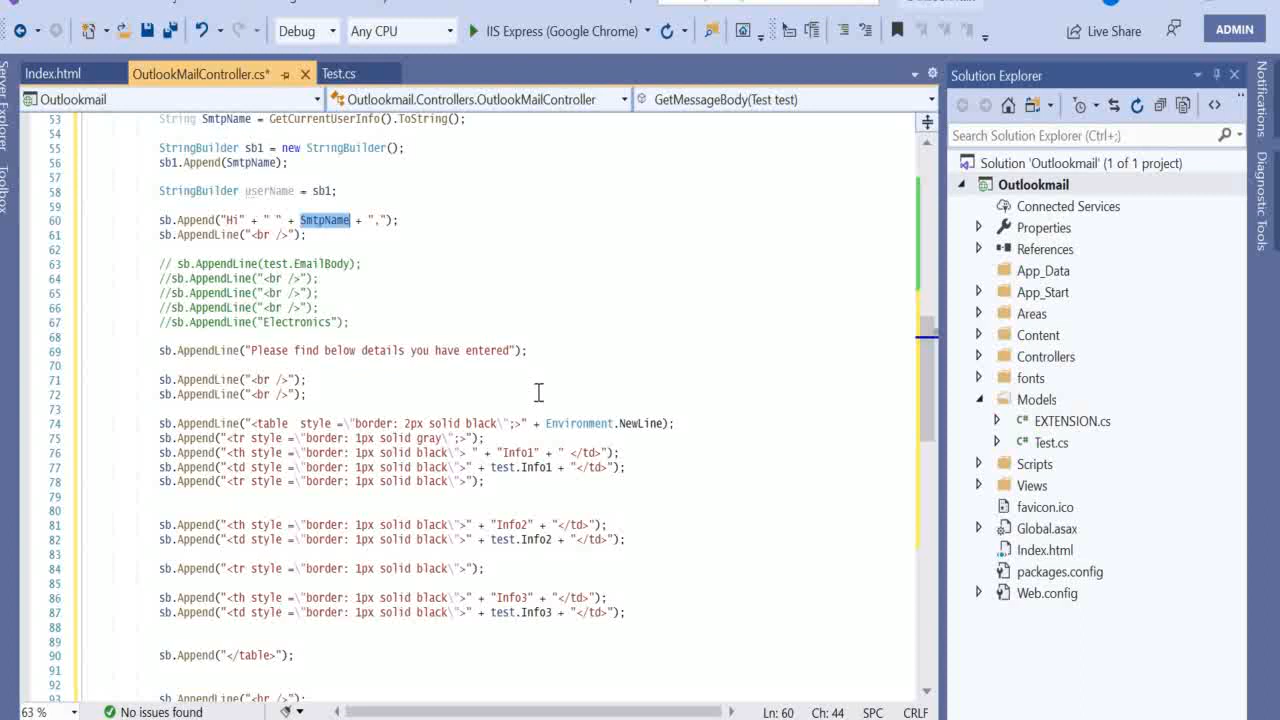 Debug
Any CPU
IIS Express (Google Chrome)
Live Share
ADMIN
Server Explorer
Toolbox
Index.html
OutlookMailController.cs*
Test.cs
Outlookmail
Outlookmail.Controllers.OutlookMailController
GetMessageBody(Test test)
53 String SmtpName = GetCurrentUserInfo().ToString();
54
55 StringBuilder sb1 = new StringBuilder();
56 sb1.Append(SmtpName);
57
58 StringBuilder userName = sb1;
59
60 sb.Append("Hi" + " " + SmtpName + ",");
61 sb.AppendLine("<br />");
62
63 // sb.AppendLine(test.EmailBody);
64 //sb.AppendLine("<br />");
65 //sb.AppendLine("<br />");
66 //sb.AppendLine("<br />");
67 //sb.AppendLine("Electronics");
68
69 sb.AppendLine("Please find below details you have entered");
70
71 sb.AppendLine("<br />");
72 sb.AppendLine("<br />");
73
74 sb.AppendLine("<table  style =\"border: 2px solid black\";>" + Environment.NewLine);
75 sb.Append("<tr style =\"border: 1px solid gray\";>");
76 sb.Append("<th style =\"border: 1px solid black\"> " + "Info1" + " </td>");
77 sb.Append("<td style =\"border: 1px solid black\">" + test.Info1 + "</td>");
78 sb.Append("<tr style =\"border: 1px solid black\">");
79
80
81 sb.Append("<th style =\"border: 1px solid black\">" + "Info2" + "</td>");
82 sb.Append("<td style =\"border: 1px solid black\">" + test.Info2 + "</td>");
83
84 sb.Append("<tr style =\"border: 1px solid black\">");
85
86 sb.Append("<th style =\"border: 1px solid black\">" + "Info3" + "</td>");
87 sb.Append("<td style =\"border: 1px solid black\">" + test.Info3 + "</td>");
88
89
90 sb.Append("</table>");
91
92
93 sb.AppendLine("<br />");
63 %
No issues found
Ln: 60
Ch: 44
SPC
CRLF
Solution Explorer
Search Solution Explorer (Ctrl+;)
Solution 'Outlookmail' (1 of 1 project)
Outlookmail
Connected Services
Properties
References
App_Data
App_Start
Areas
Content
Controllers
fonts
Models
C# EXTENSION.cs
C# Test.cs
Scripts
Views
favicon.ico
Global.asax
Index.html
packages.config
Web.config
Notifications
Diagnostic Tools